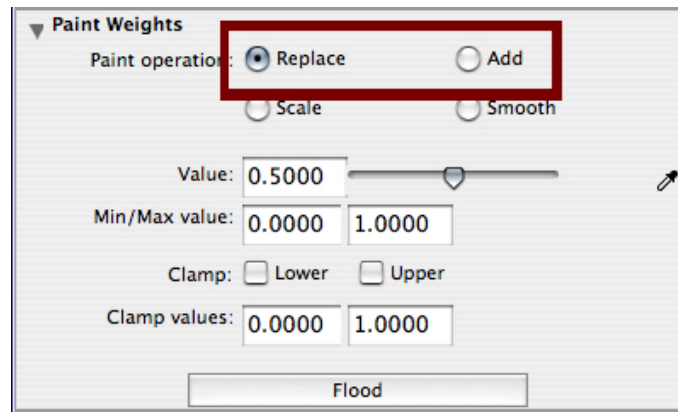 Paint Weights
Paint operation: Replace Add
Scale Smooth
Value: 0.5000
Min/Max value: 0.0000 1.0000
Clamp: Lower Upper
Clamp values: 0.0000 1.0000
Flood